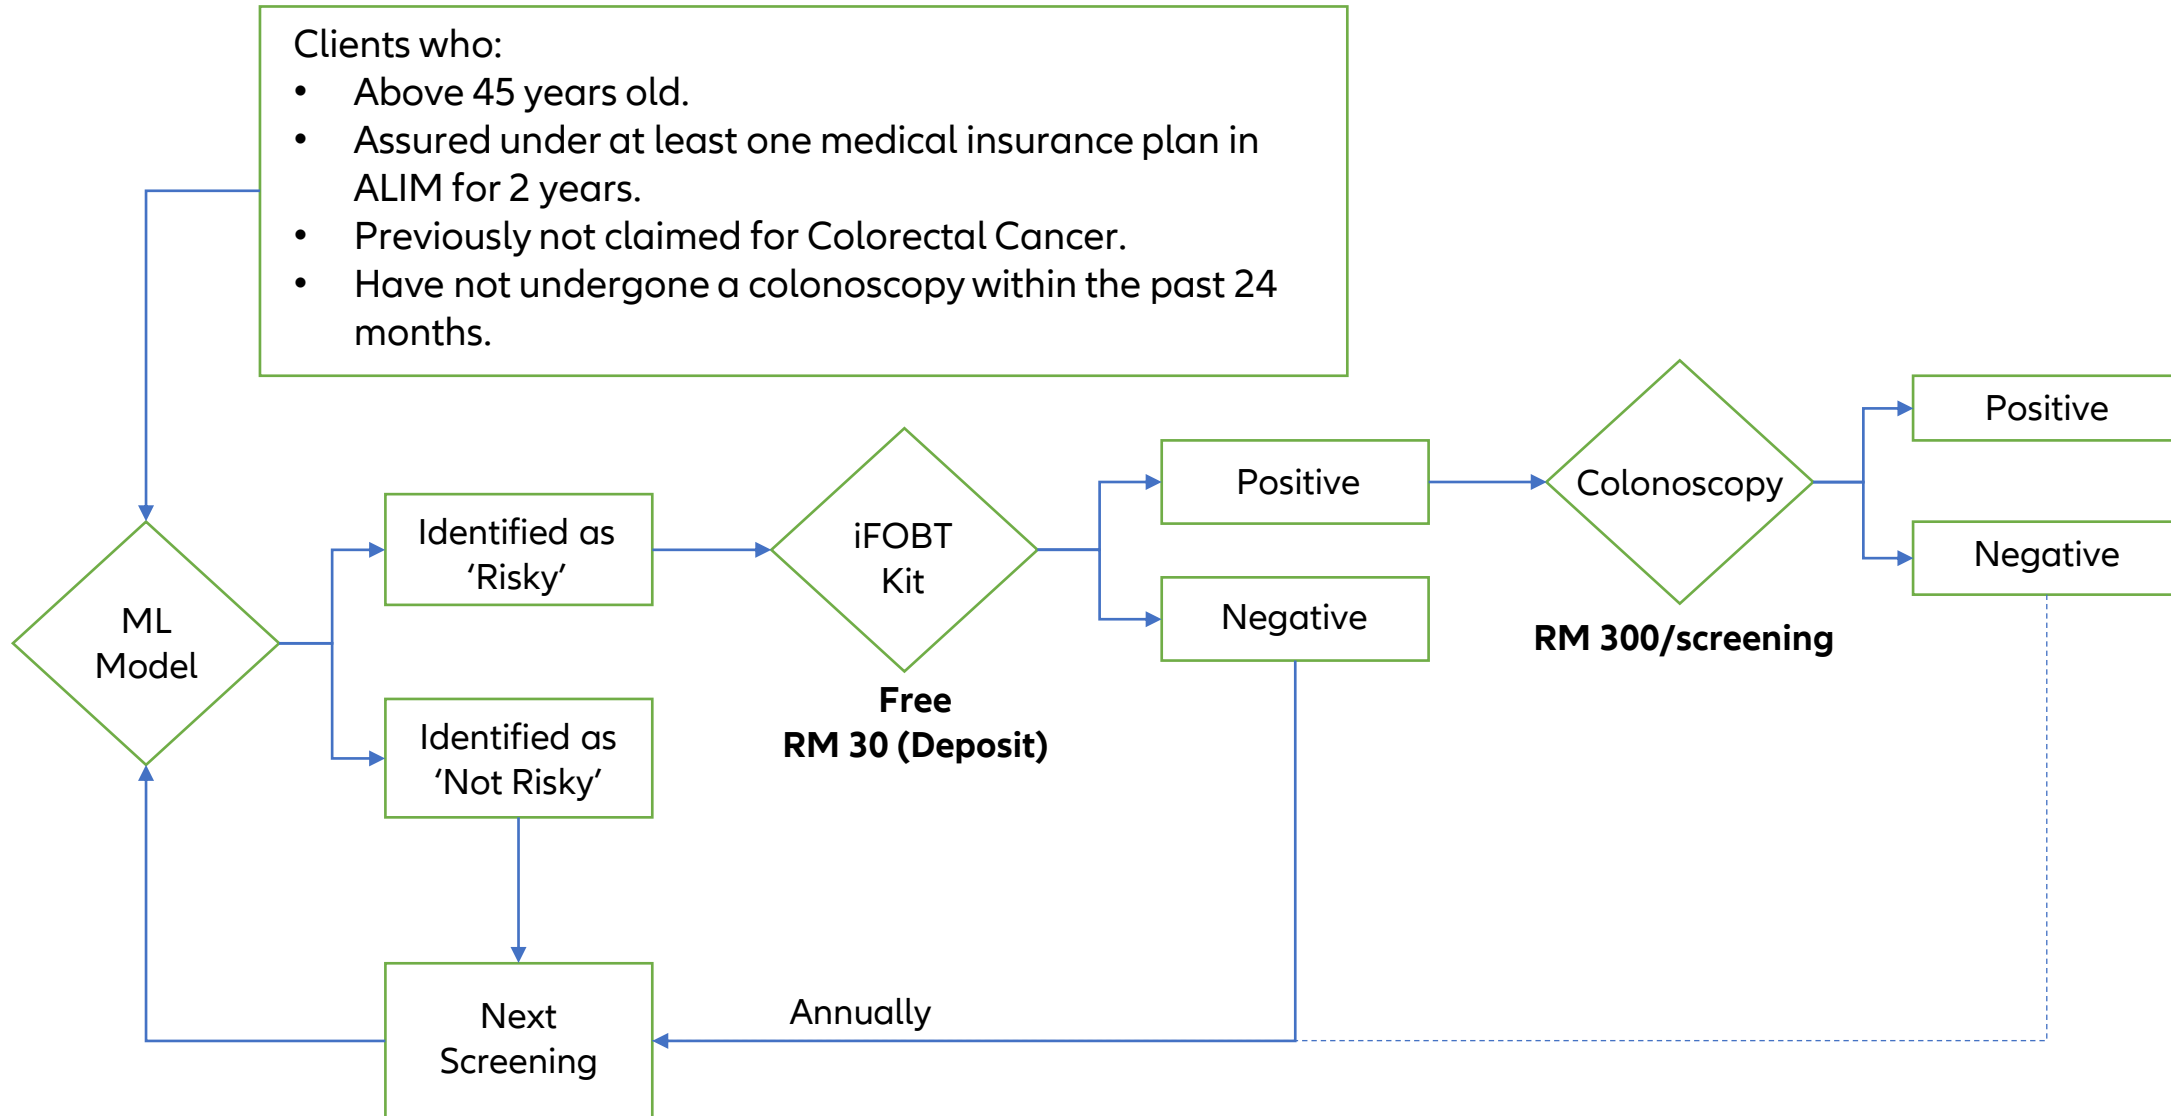 Clients who:
• Above 45 years old.
• Assured under at least one medical insurance plan in
ALIM for 2 years.
• Previously not claimed for Colorectal Cancer.
• Have not undergone a colonoscopy within the past 24
months.
ML
Model
Identified as
‘Risky’
Identified as
‘Not Risky’
iFOBT
Kit
Free
RM 30 (Deposit)
Positive
Negative
Colonoscopy
RM 300/screening
Positive
Negative
Annually
Next
Screening